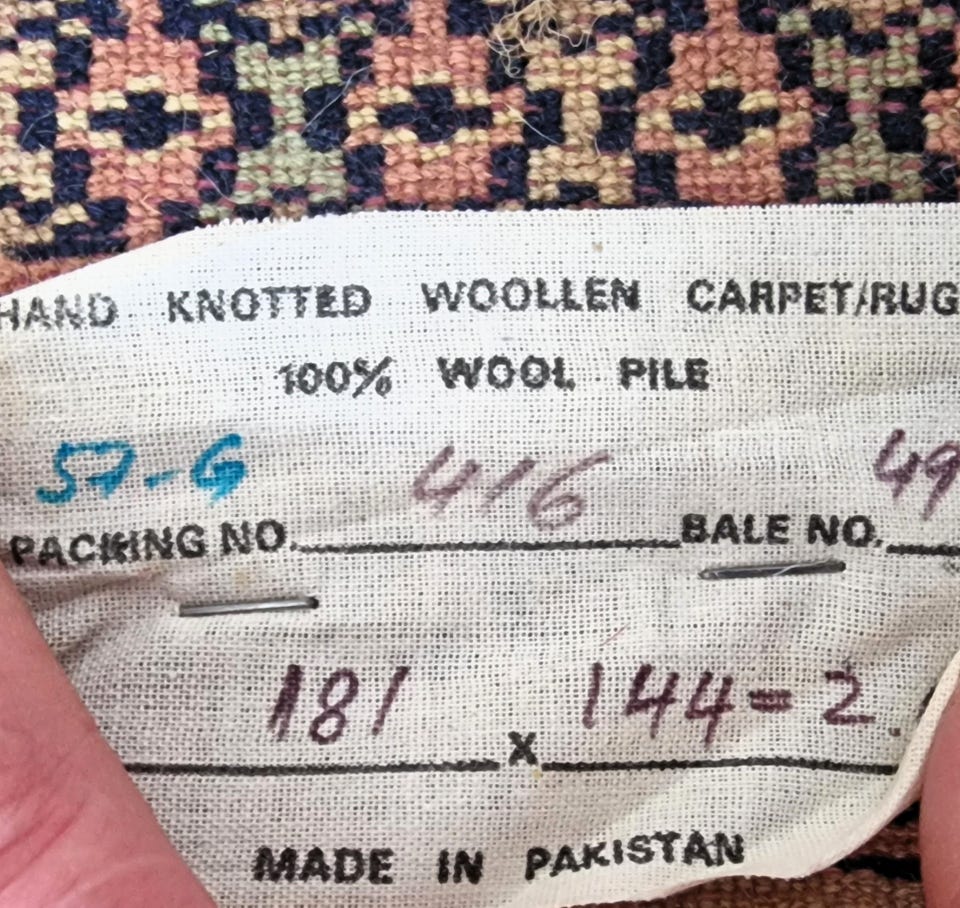 HAND KNOTTED WOOLLEN CARPET/RUG
100% WOOL PILE
57-G 416 49
PACKING NO. BALE NO.
181 X 144=2.
MADE IN PAKISTAN